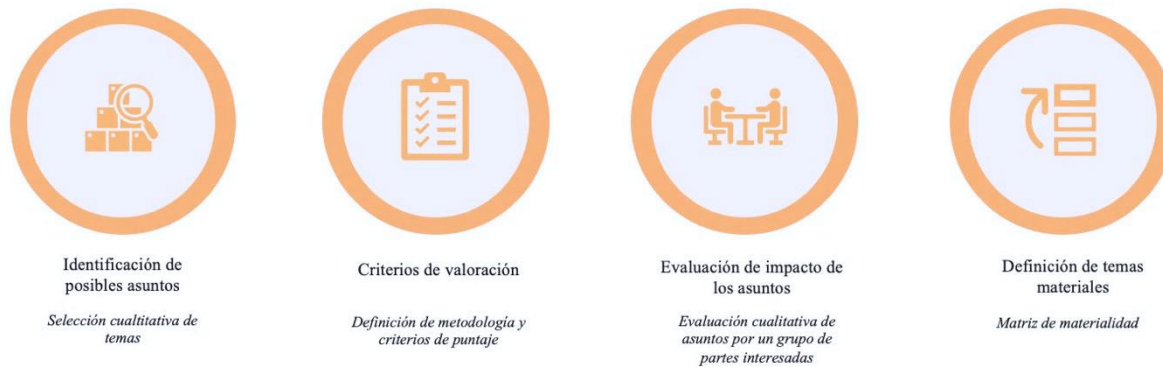 Identificación de
posibles asuntos
Selección cualtitativa de
temas
Criterios de valoración
Definición de metodología y
criterios de puntaje
Evaluación de impacto de
los asuntos
Evaluación cualitativa de
asuntos por un grupo de
partes interesadas
Definición de temas
materiales
Matriz de materialidad